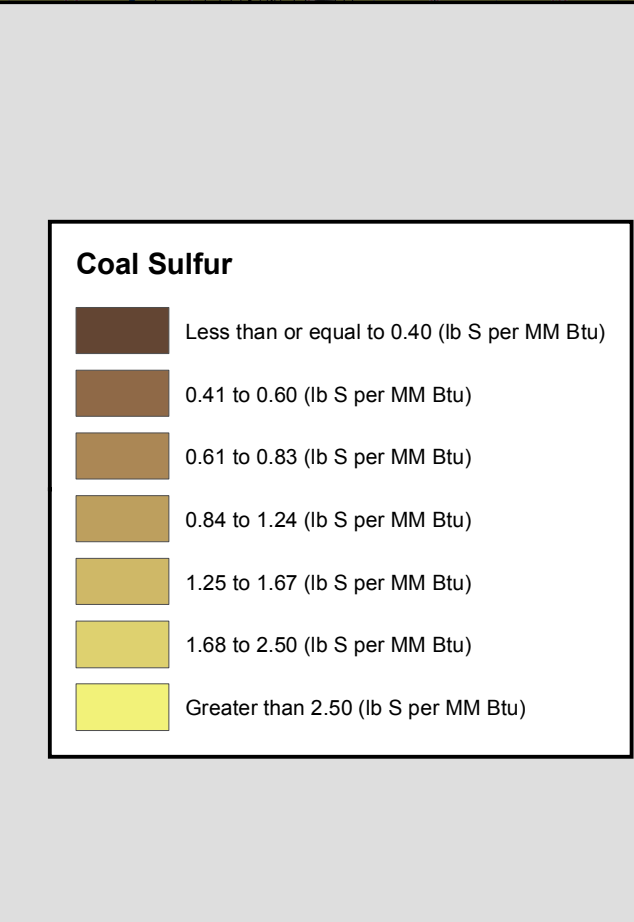 Coal Sulfur
Less than or equal to 0.40 (lb S per MM Btu)
0.41 to 0.60 (lb S per MM Btu)
0.61 to 0.83 (lb S per MM Btu)
0.84 to 1.24 (lb S per MM Btu)
1.25 to 1.67 (lb S per MM Btu)
1.68 to 2.50 (lb S per MM Btu)
Greater than 2.50 (lb S per MM Btu)